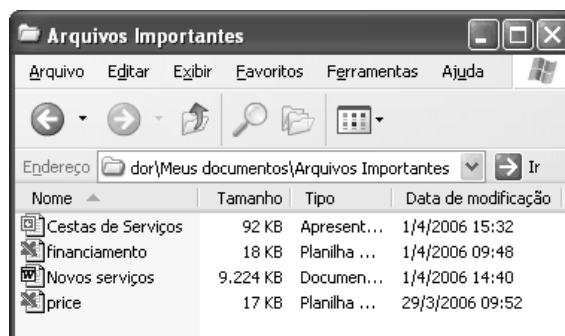 Arquivos Importantes
Arquivo Editar Exibir Favoritos Ferramentas Ajuda
Endereço dor\Meus documentos\Arquivos Importantes Ir
Nome Tamanho Tipo Data de modificação
Cestas de Serviços 92 KB Apresent... 1/4/2006 15:32
financiamento 18 KB Planilha ... 1/4/2006 09:48
Novos serviços 9.224 KB Documen... 1/4/2006 14:40
price 17 KB Planilha ... 29/3/2006 09:52